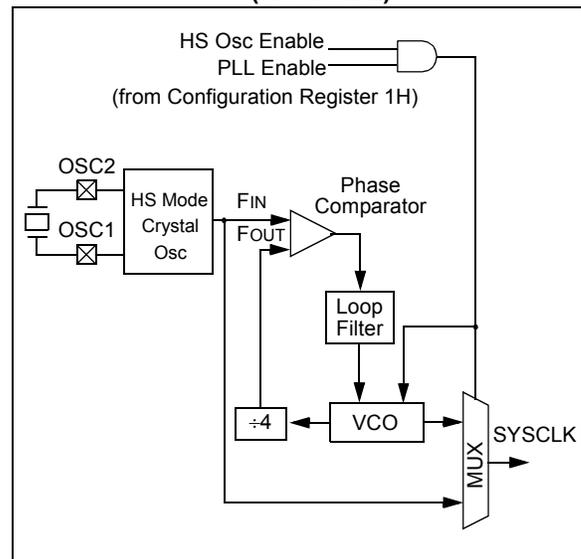 HS Osc Enable
PLL Enable
(from Configuration Register 1H)
OSC2
OSC1
HS Mode
Crystal
Osc
FIN
FOUT
Phase
Comparator
Loop
Filter
÷4
VCO
MUX
SYSCLK